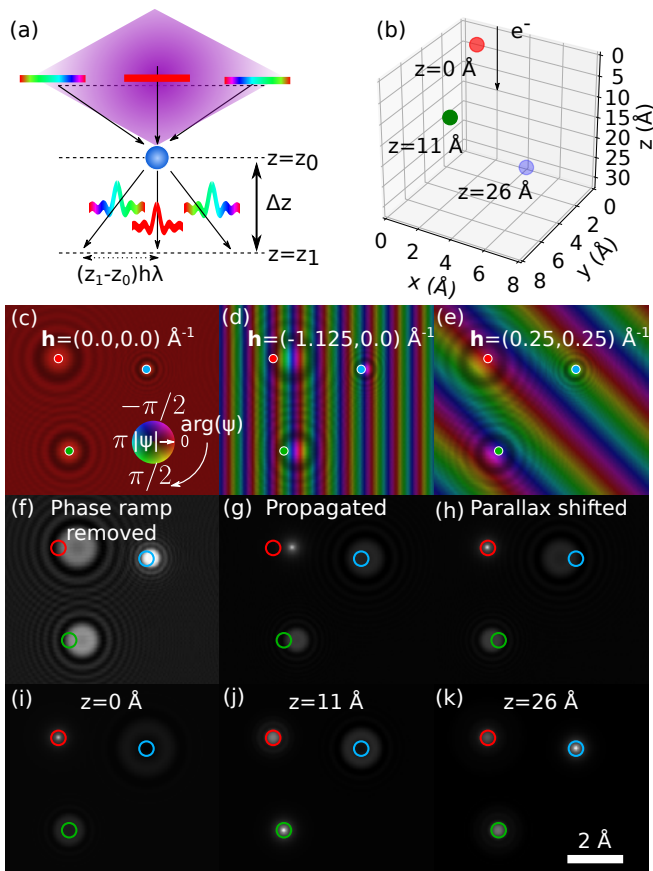 (a)
z=z₀
Δz
z=z₁
(z₁-z₀)hλ
(b)
e⁻
z=0 Å
z=11 Å
z=26 Å
0
5
10
15
20
25
30
z (Å)
0
2
4
6
8
x (Å)
0
2
4
6
8
y (Å)
(c)
h=(0.0,0.0) Å⁻¹
−π/2
π |ψ| 0
arg(ψ)
π/2
(d)
h=(-1.125,0.0) Å⁻¹
(e)
h=(0.25,0.25) Å⁻¹
(f) Phase ramp
removed
(g) Propagated
(h) Parallax shifted
(i) z=0 Å
(j) z=11 Å
(k) z=26 Å
2 Å